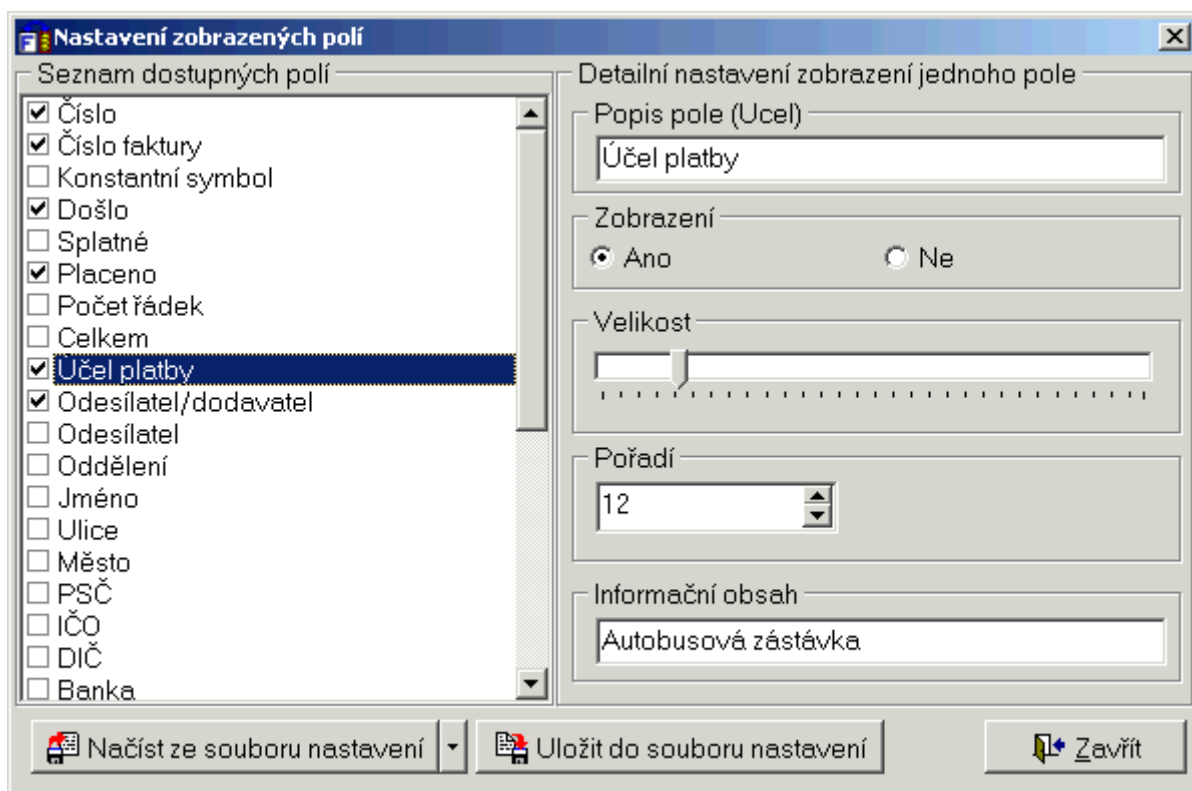 Nastavení zobrazených polí
Seznam dostupných polí
Číslo
Číslo faktury
Konstantní symbol
Došlo
Splatné
Placeno
Počet řádek
Celkem
Účel platby
Odesílatel/dodavatel
Odesílatel
Oddělení
Jméno
Ulice
Město
PSČ
IČO
DIČ
Banka
Detailní nastavení zobrazení jednoho pole
Popis pole (Ucel)
Účel platby
Zobrazení
Ano Ne
Velikost
Pořadí
12
Informační obsah
Autobusová zástávka
Načíst ze souboru nastavení Uložit do souboru nastavení Zavřít